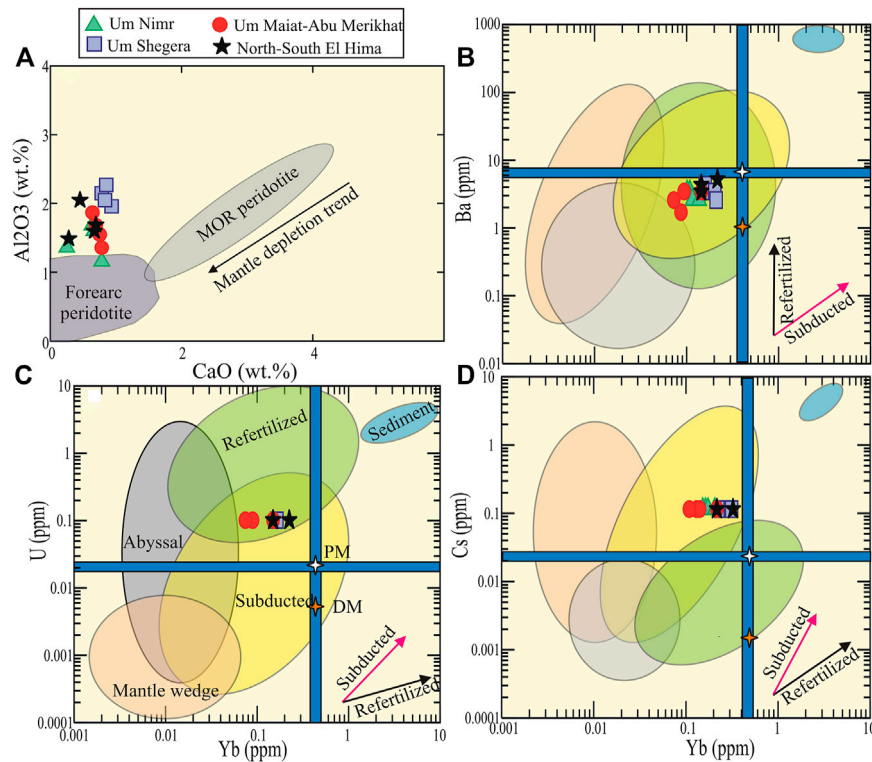 Um Nimr
Um Maiat-Abu Merikhat
Um Shegera
North-South El Hima
A
Al2O3 (wt.%)
4
3
2
1
0
0
2
4
CaO (wt.%)
MOR peridotite
Mantle depletion trend
Forearc
peridotite
B
Ba (ppm)
1000
100
10
1
0.1
0.01
Refertilized
Subducted
C
U (ppm)
10
1
0.1
0.01
0.001
0.0001
0.001
0.01
0.1
1
10
Yb (ppm)
Refertilized
Sediment
Abyssal
PM
Subducted
DM
Mantle wedge
Subducted
Refertilized
D
Cs (ppm)
10
1
0.1
0.01
0.001
0.0001
0.001
0.01
0.1
1
10
Yb (ppm)
Subducted
Refertilized